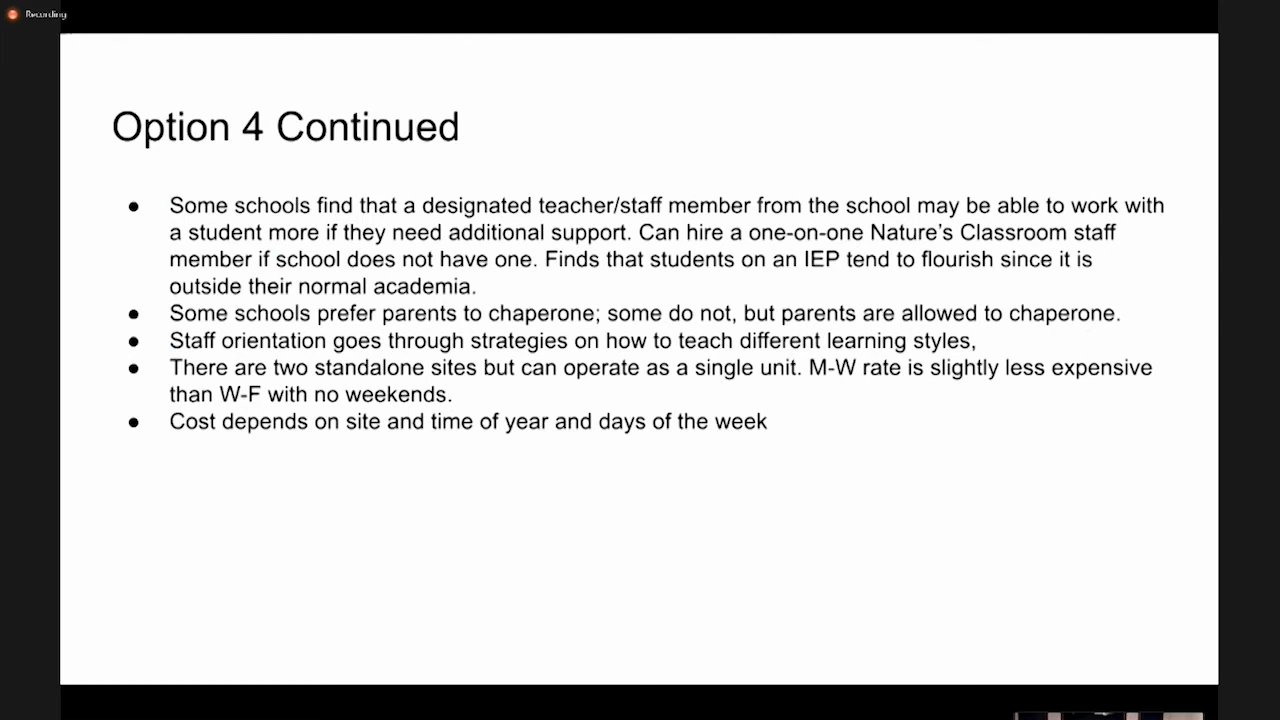 Recording
Option 4 Continued
● Some schools find that a designated teacher/staff member from the school may be able to work with
a student more if they need additional support. Can hire a one-on-one Nature's Classroom staff
member if school does not have one. Finds that students on an IEP tend to flourish since it is
outside their normal academia.
● Some schools prefer parents to chaperone; some do not, but parents are allowed to chaperone.
● Staff orientation goes through strategies on how to teach different learning styles,
● There are two standalone sites but can operate as a single unit. M-W rate is slightly less expensive
than W-F with no weekends.
● Cost depends on site and time of year and days of the week